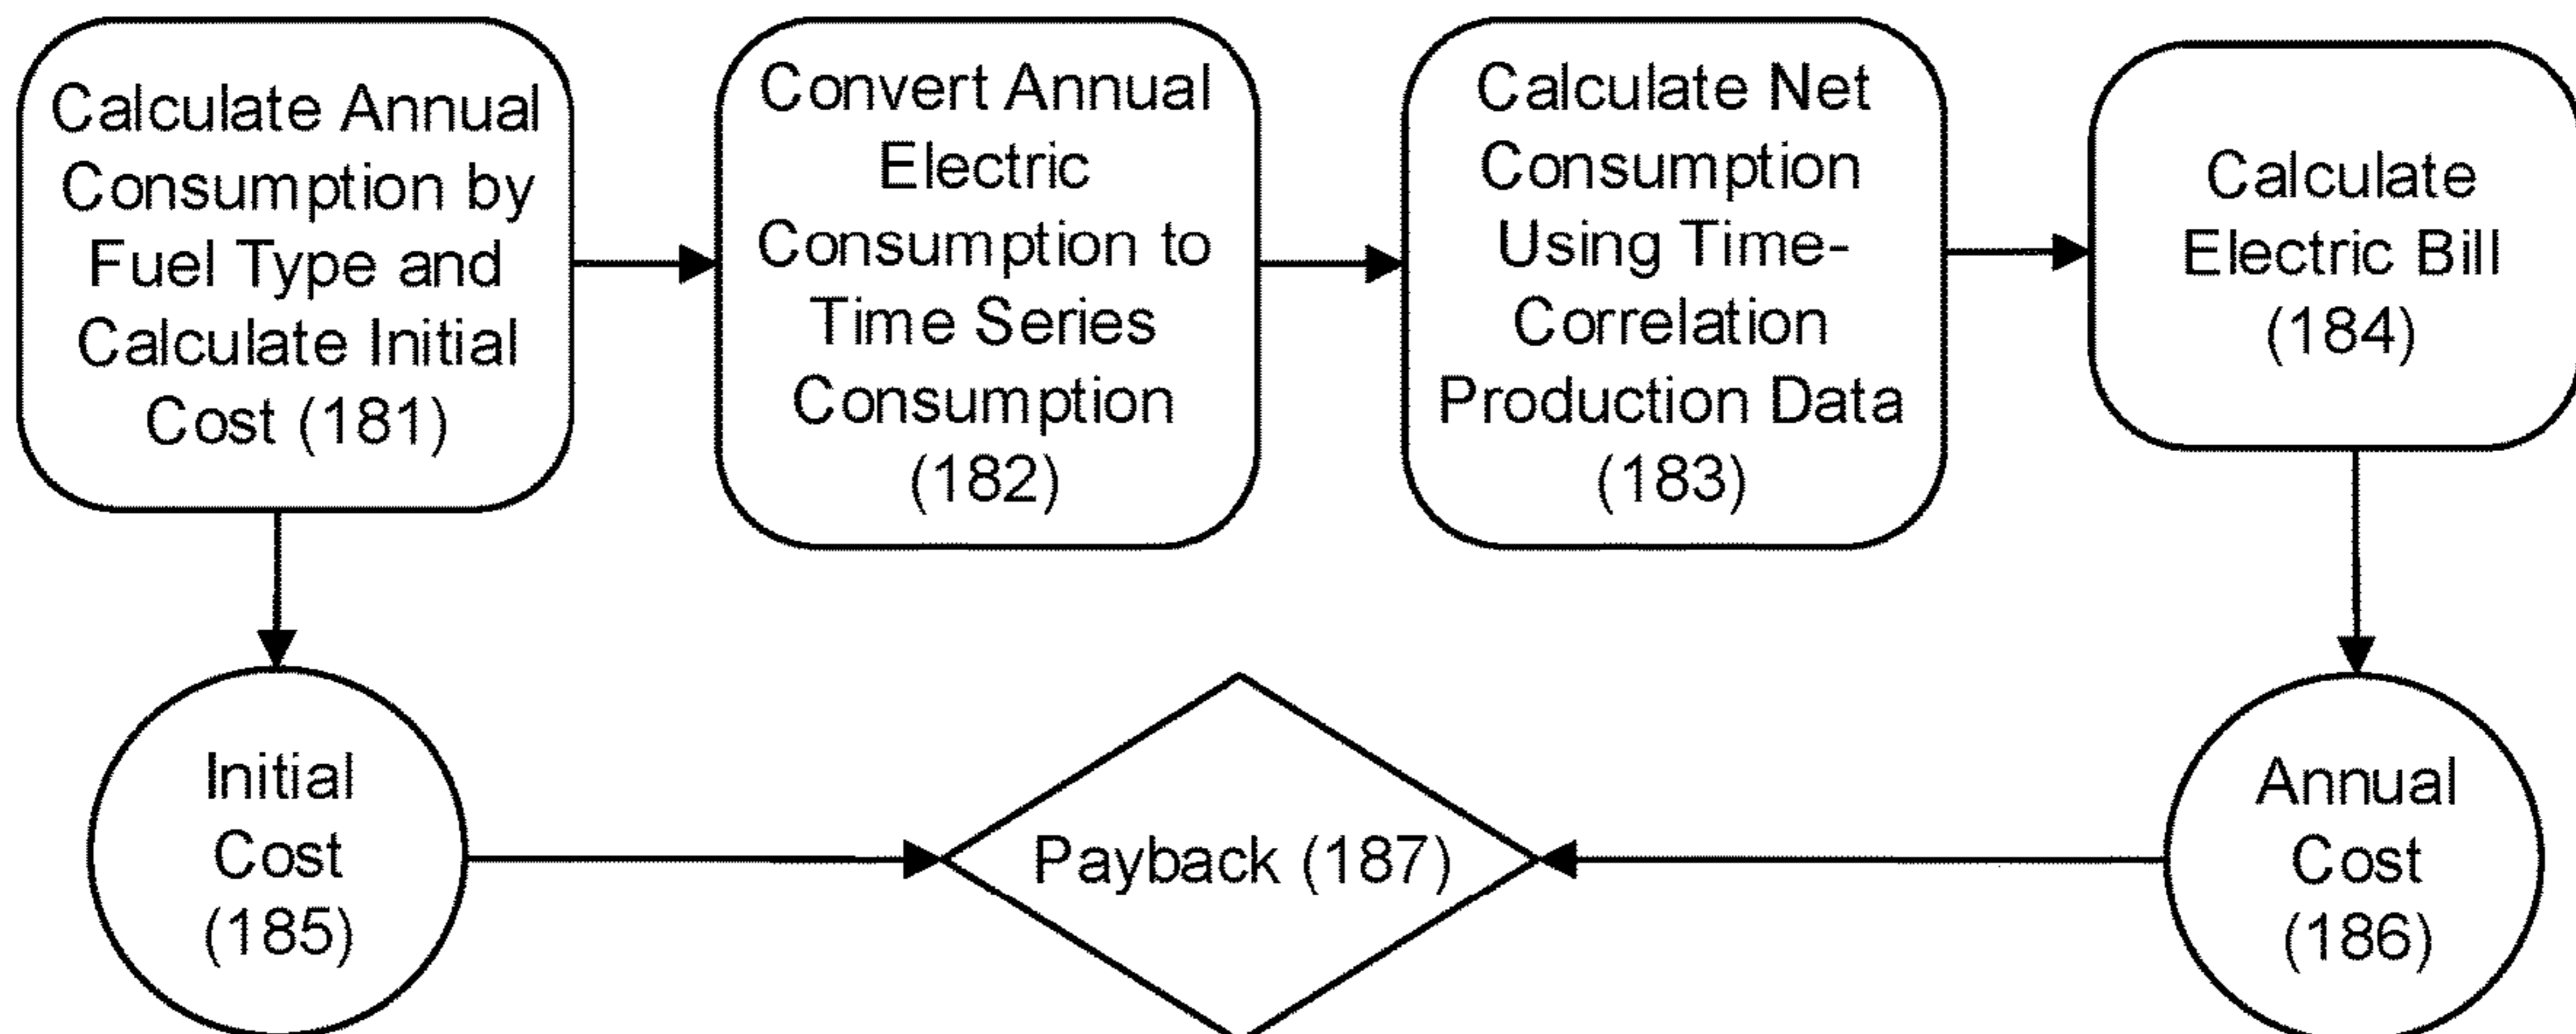 Calculate Annual
Consumption by
Fuel Type and
Calculate Initial
Cost (181)
Convert Annual
Electric
Consumption to
Time Series
Consumption
(182)
Calculate Net
Consumption
Using Time-
Correlation
Production Data
(183)
Calculate
Electric Bill
(184)
Initial
Cost
(185)
Payback (187)
Annual
Cost
(186)